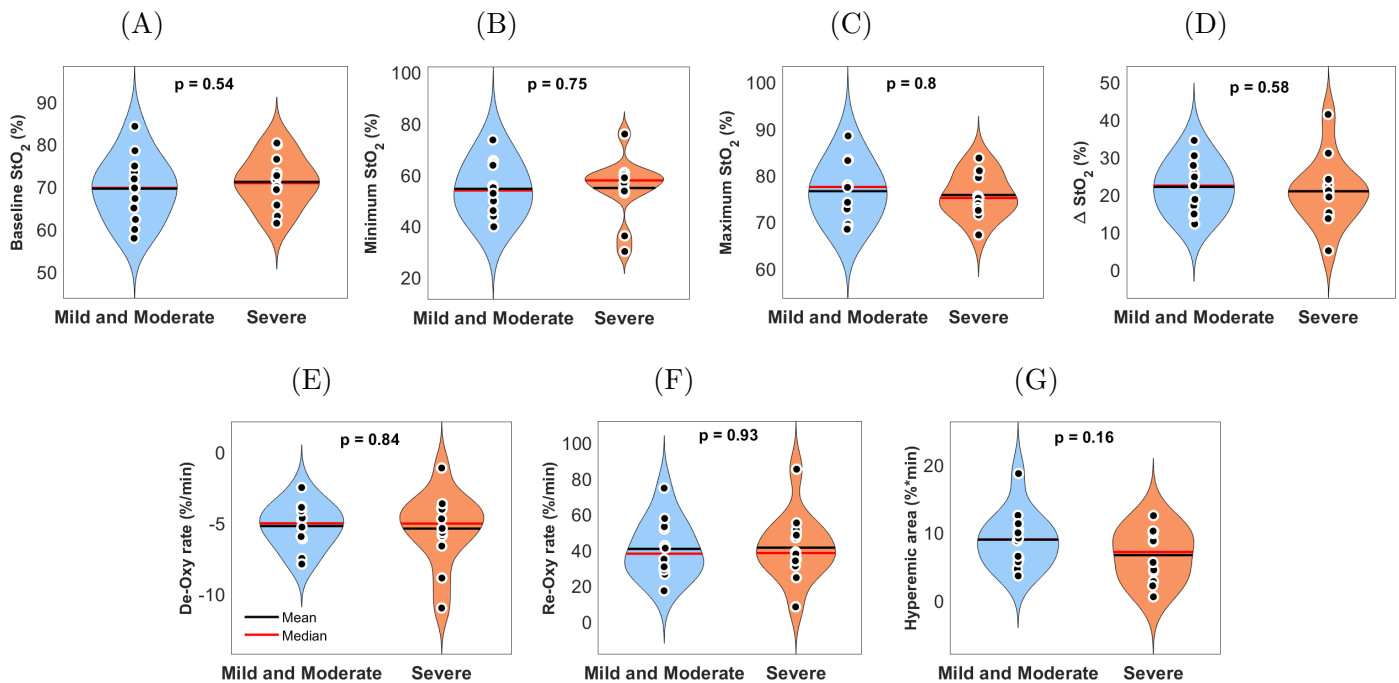 (A)
(B)
(C)
(D)
p = 0.54
p = 0.75
p = 0.8
p = 0.58
Baseline StO2 (%)
90
80
70
60
50
Mild and Moderate
Severe
Minimum StO2 (%)
100
80
60
40
20
Mild and Moderate
Severe
Maximum StO2 (%)
100
90
80
70
60
Mild and Moderate
Severe
Δ StO2 (%)
50
40
30
20
10
0
Mild and Moderate
Severe
(E)
(F)
(G)
p = 0.84
p = 0.93
p = 0.16
De-Oxy rate (%/min)
0
-5
-10
Mean
Median
Mild and Moderate
Severe
Re-Oxy rate (%/min)
100
80
60
40
20
0
Mild and Moderate
Severe
Hyperemic area (%*min)
20
10
0
Mild and Moderate
Severe